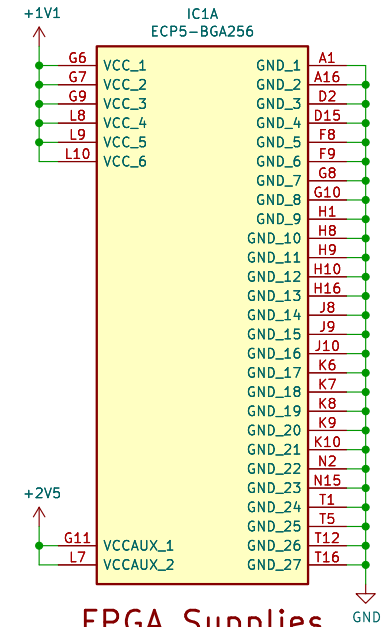 +1V1
IC1A
ECP5-BGA256
G6 VCC_1 GND_1 A1
G7 VCC_2 GND_2 A16
G9 VCC_3 GND_3 D2
L8 VCC_4 GND_4 D15
L9 VCC_5 GND_5 F8
L10 VCC_6 GND_6 F9
GND_7 G8
GND_8 G10
GND_9 H1
GND_10 H8
GND_11 H9
GND_12 H10
GND_13 H16
GND_14 J8
GND_15 J9
GND_16 J10
GND_17 K6
GND_18 K7
GND_19 K8
GND_20 K9
GND_21 K10
GND_22 N2
GND_23 N15
+2V5
GND_24 T1
GND_25 T5
G11 VCCAUX_1 GND_26 T12
L7 VCCAUX_2 GND_27 T16
GND
FPGA Supplies